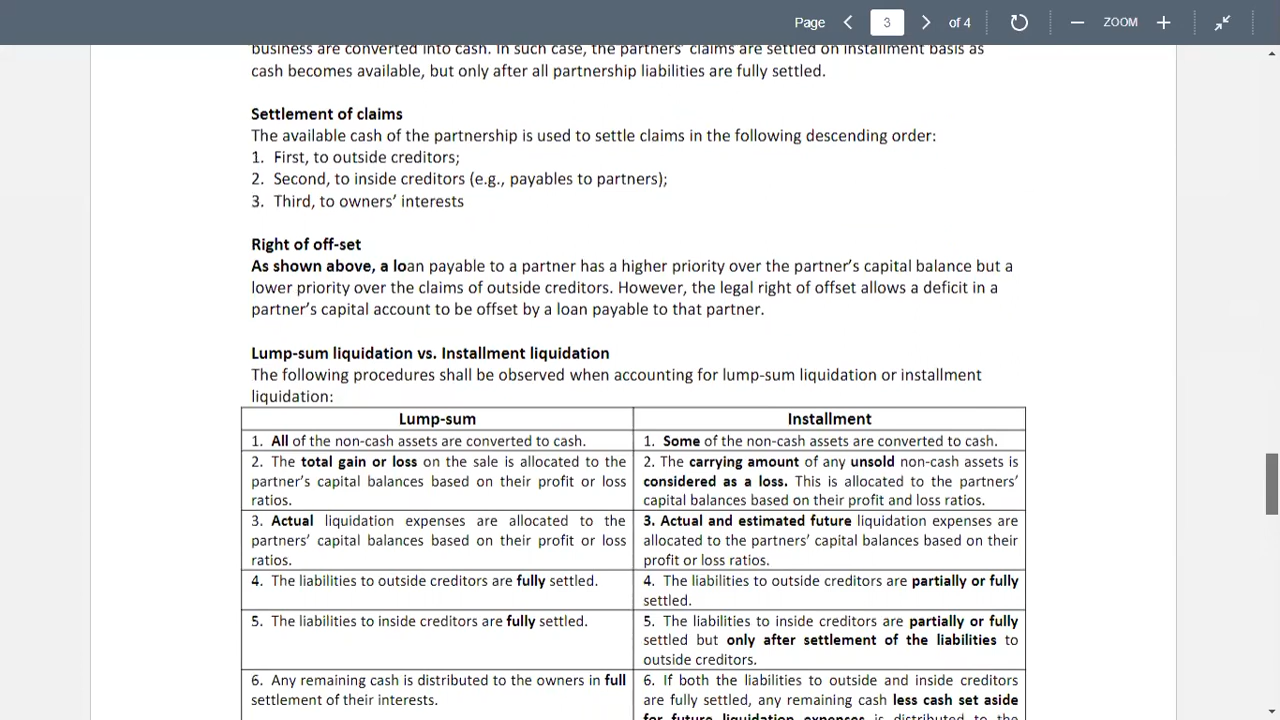 Page 3 of 4 ZOOM
business are converted into cash. In such case, the partners' claims are settled on installment basis as
cash becomes available, but only after all partnership liabilities are fully settled.
Settlement of claims
The available cash of the partnership is used to settle claims in the following descending order:
1. First, to outside creditors;
2. Second, to inside creditors (e.g., payables to partners);
3. Third, to owners' interests
Right of off-set
As shown above, a loan payable to a partner has a higher priority over the partner's capital balance but a
lower priority over the claims of outside creditors. However, the legal right of offset allows a deficit in a
partner's capital account to be offset by a loan payable to that partner.
Lump-sum liquidation vs. Installment liquidation
The following procedures shall be observed when accounting for lump-sum liquidation or installment
liquidation:
Lump-sum
Installment
1. All of the non-cash assets are converted to cash.
1. Some of the non-cash assets are converted to cash.
2. The total gain or loss on the sale is allocated to the
partner's capital balances based on their profit or loss
ratios.
2. The carrying amount of any unsold non-cash assets is
considered as a loss. This is allocated to the partners'
capital balances based on their profit and loss ratios.
3. Actual liquidation expenses are allocated to the
partners' capital balances based on their profit or loss
ratios.
3. Actual and estimated future liquidation expenses are
allocated to the partners' capital balances based on their
profit or loss ratios.
4. The liabilities to outside creditors are fully settled.
4. The liabilities to outside creditors are partially or fully
settled.
5. The liabilities to inside creditors are fully settled.
5. The liabilities to inside creditors are partially or fully
settled but only after settlement of the liabilities to
outside creditors.
6. Any remaining cash is distributed to the owners in full
settlement of their interests.
6. If both the liabilities to outside and inside creditors
are fully settled, any remaining cash less cash set aside
for future liquidation expenses is distributed to the